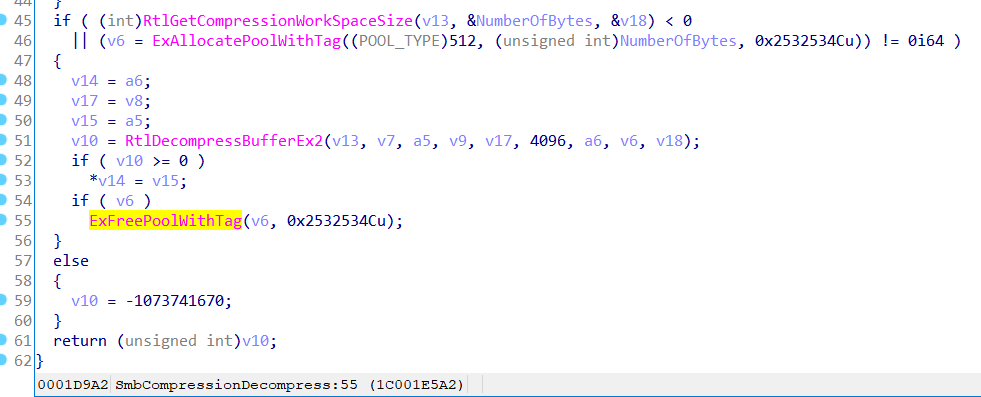 44 }
45 if ( (int)RtlGetCompressionWorkSpaceSize(v13, &NumberOfBytes, &v18) < 0
46 || (v6 = ExAllocatePoolWithTag((POOL_TYPE)512, (unsigned int)NumberOfBytes, 0x2532534Cu)) != 0i64 )
47 {
48 v14 = a6;
49 v17 = v8;
50 v15 = a5;
51 v10 = RtlDecompressBufferEx2(v13, v7, a5, v9, v17, 4096, a6, v6, v18);
52 if ( v10 >= 0 )
53 *v14 = v15;
54 if ( v6 )
55 ExFreePoolWithTag(v6, 0x2532534Cu);
56 }
57 else
58 {
59 v10 = -1073741670;
60 }
61 return (unsigned int)v10;
62 }
0001D9A2 SmbCompressionDecompress:55 (1C001E5A2)